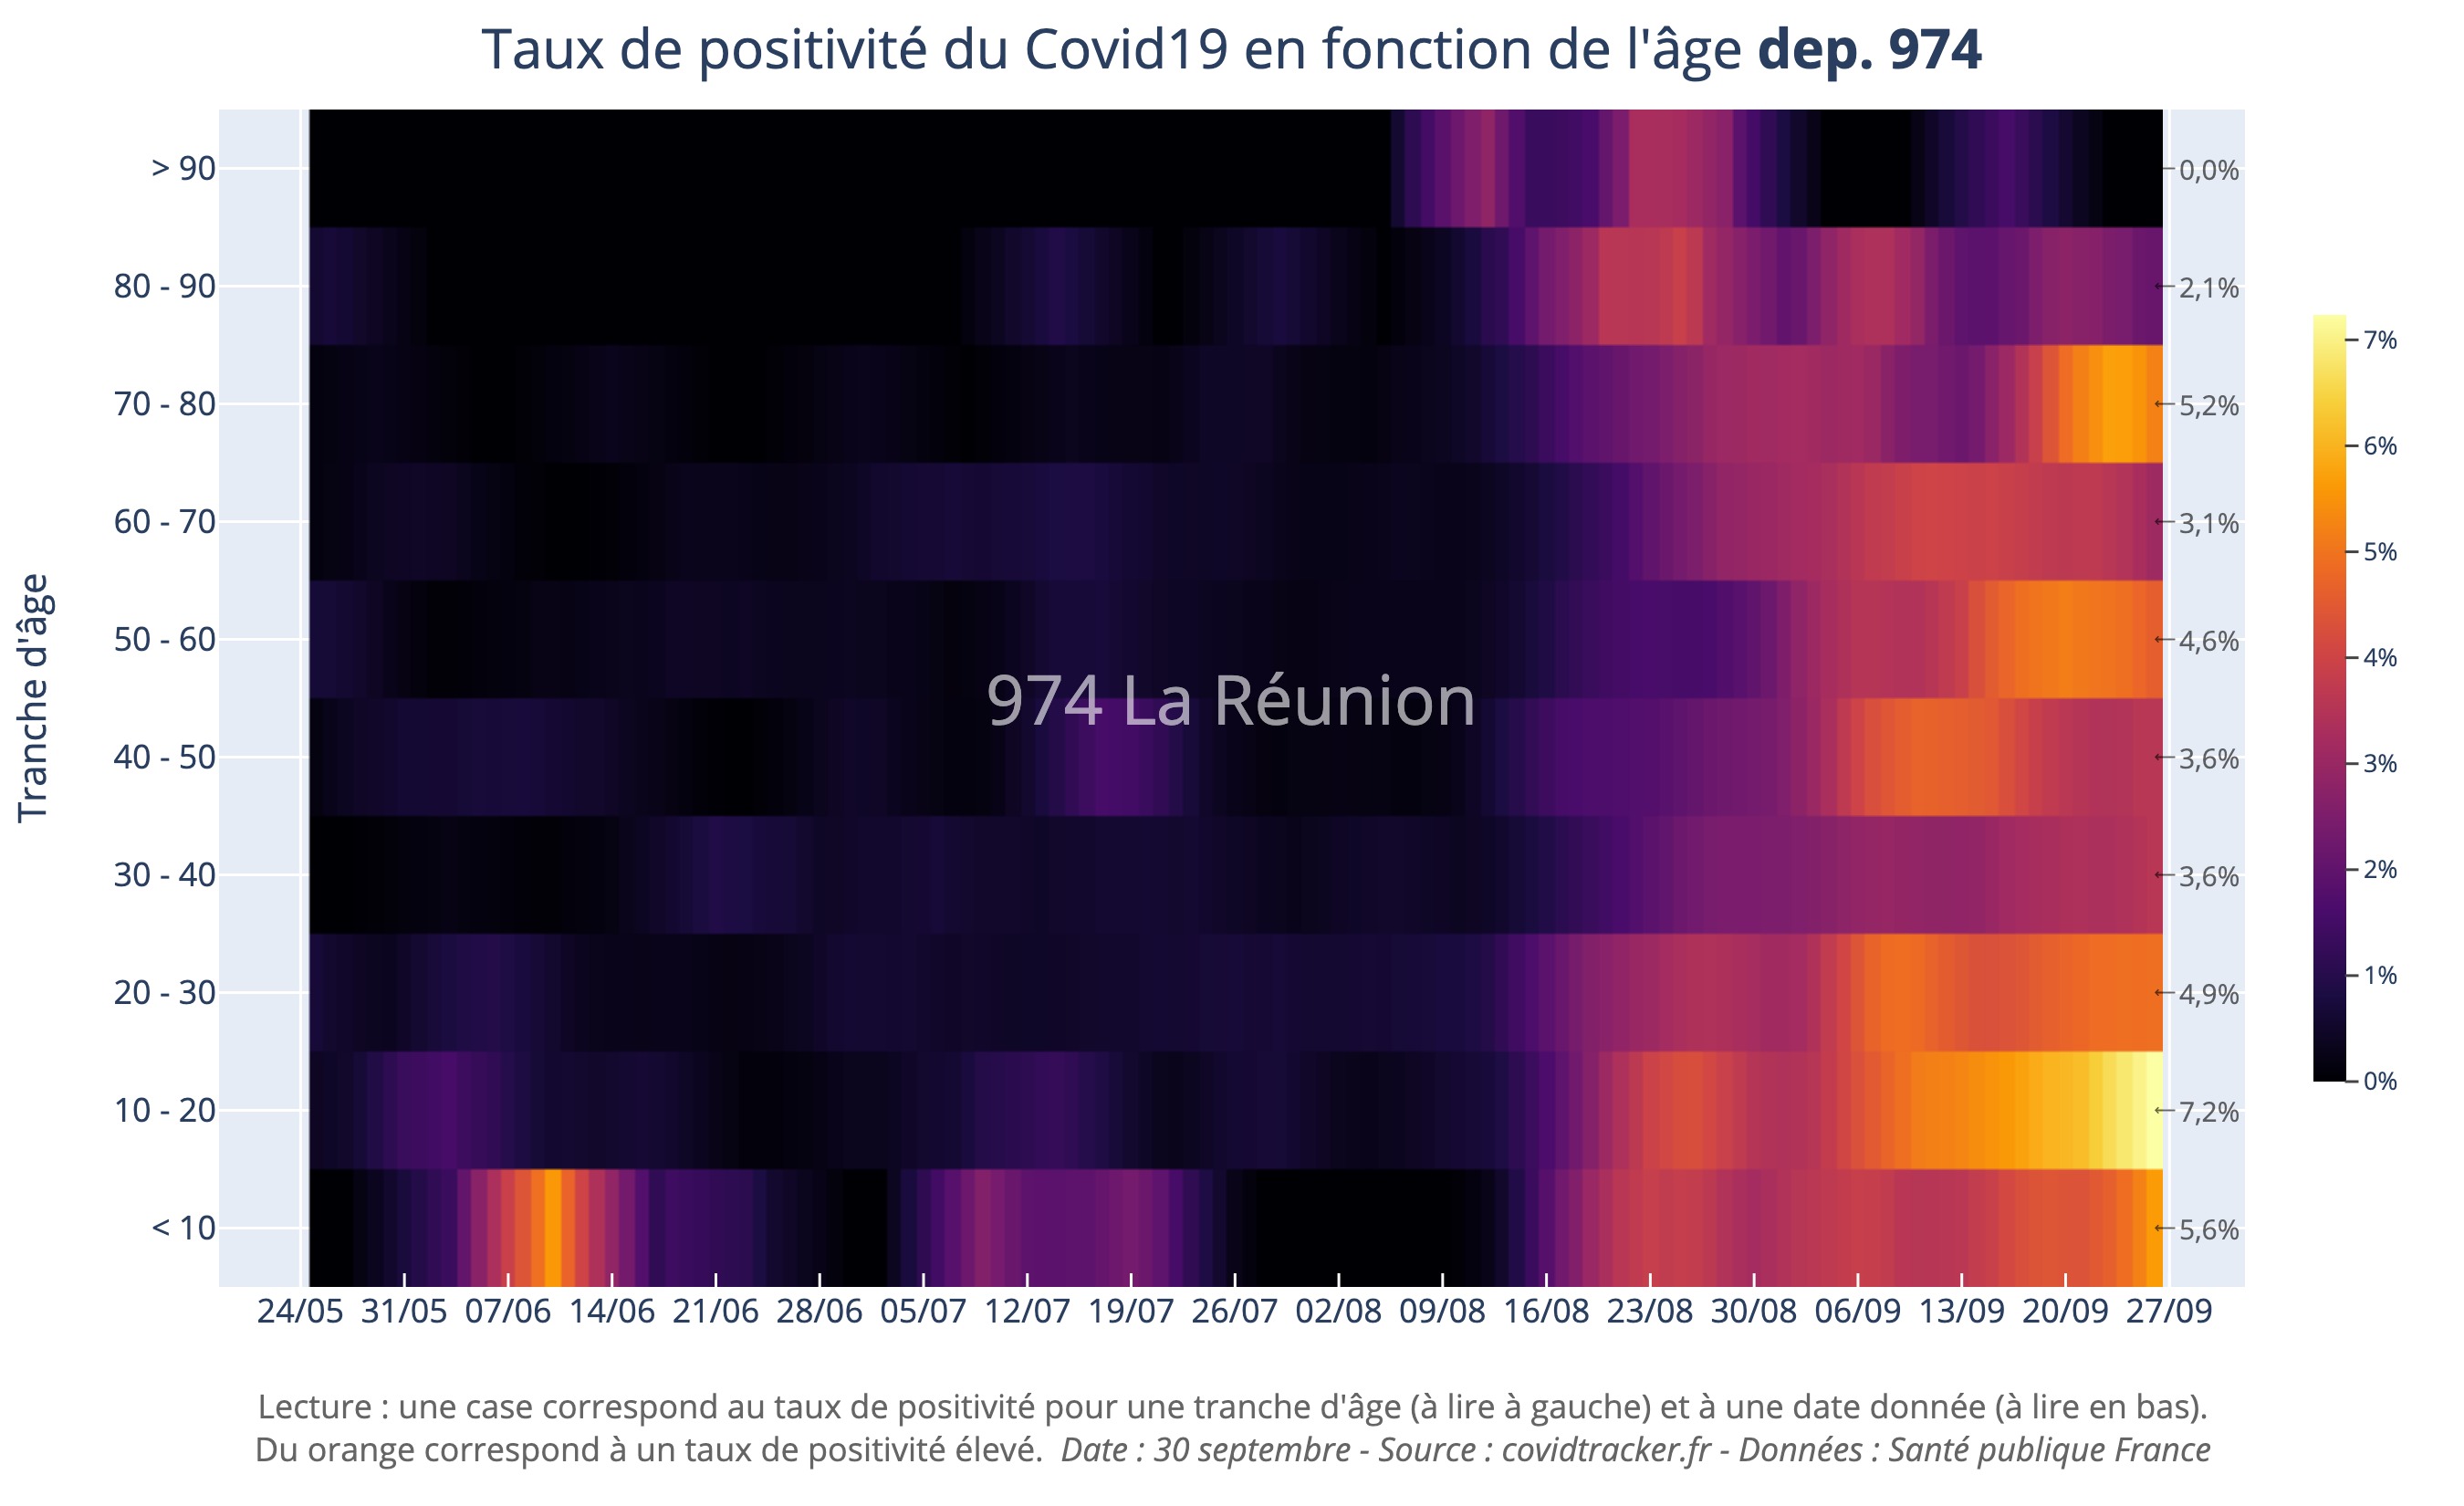 Taux de positivité du Covid19 en fonction de l'âge dep. 974
Tranche d'âge
> 90
80 - 90
70 - 80
60 - 70
50 - 60
40 - 50
30 - 40
20 - 30
10 - 20
< 10
974 La Réunion
0,0%
2,1%
5,2%
3,1%
4,6%
3,6%
3,6%
4,9%
7,2%
5,6%
7%
6%
5%
4%
3%
2%
1%
0%
24/05 31/05 07/06 14/06 21/06 28/06 05/07 12/07 19/07 26/07 02/08 09/08 16/08 23/08 30/08 06/09 13/09 20/09 27/09
Lecture : une case correspond au taux de positivité pour une tranche d'âge (à lire à gauche) et à une date donnée (à lire en bas).
Du orange correspond à un taux de positivité élevé. Date : 30 septembre - Source : covidtracker.fr - Données : Santé publique France